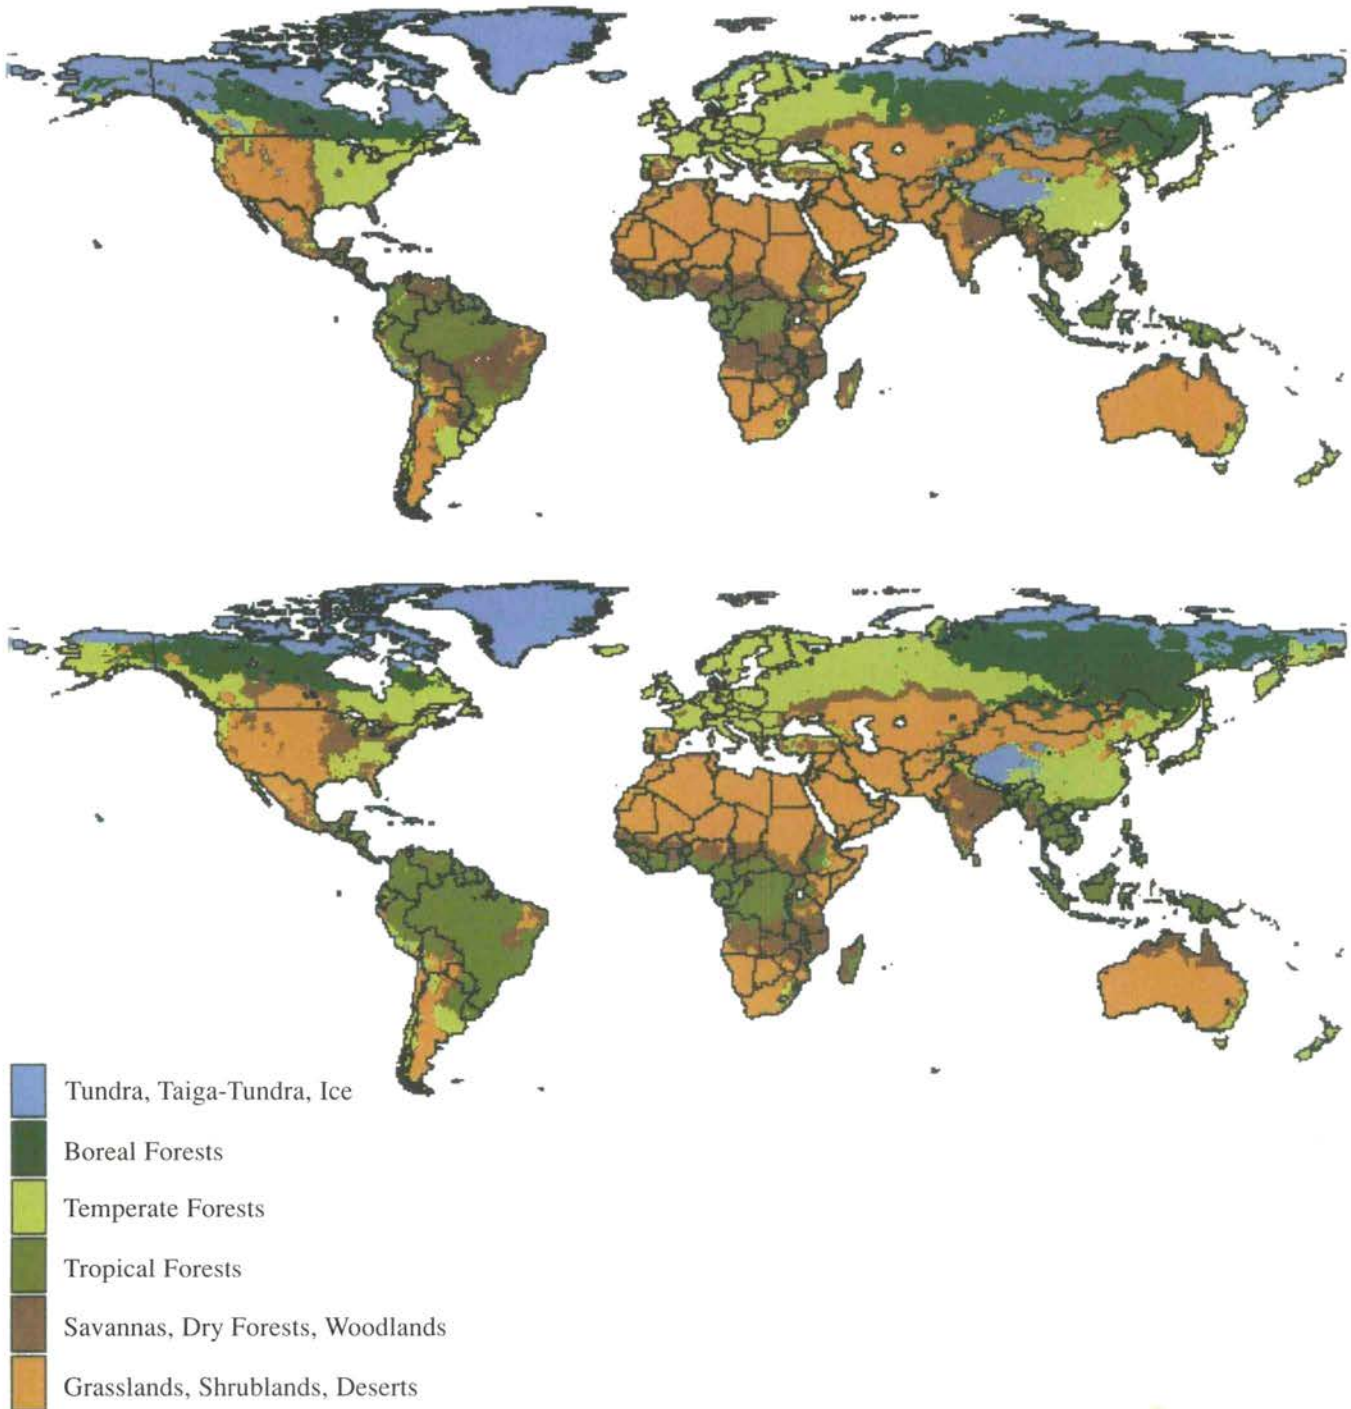 Tundra, Taiga-Tundra, Ice
Boreal Forests
Temperate Forests
Tropical Forests
Savannas, Dry Forests, Woodlands
Grasslands, Shrublands, Deserts